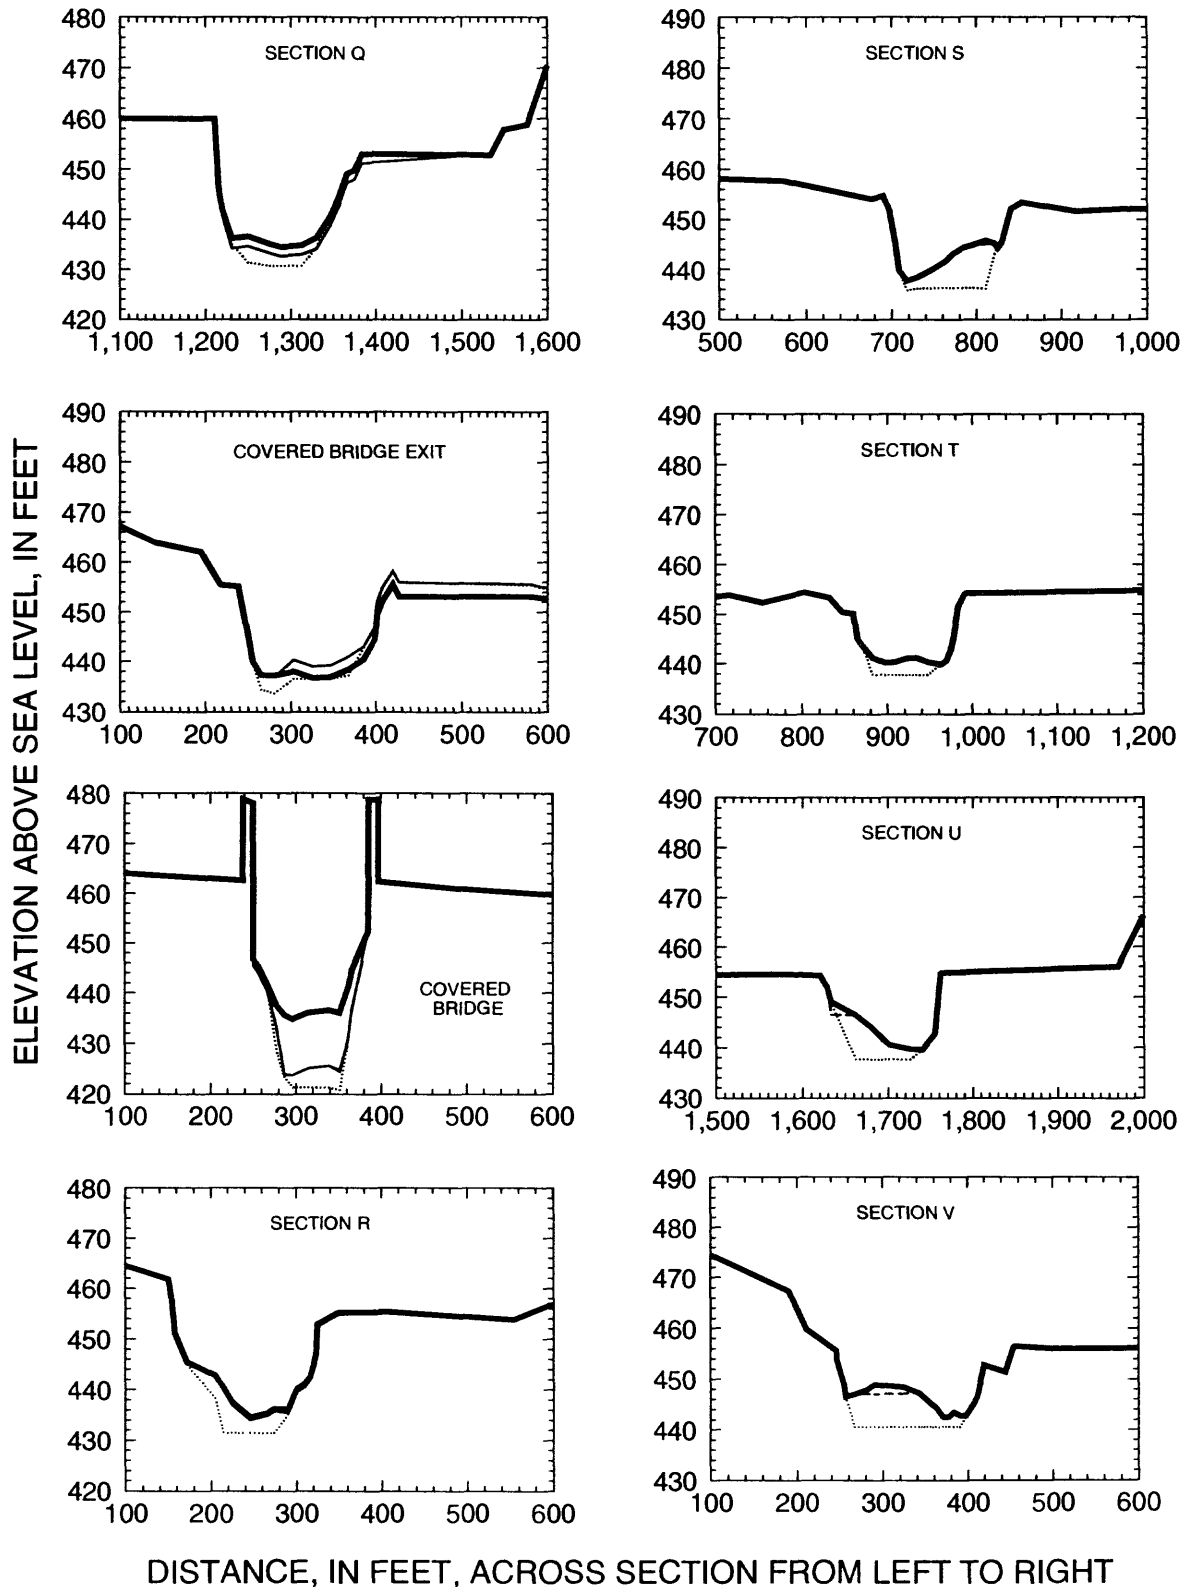 ELEVATION ABOVE SEA LEVEL, IN FEET
SECTION Q
480
470
460
450
440
430
420
1,100 1,200 1,300 1,400 1,500 1,600
SECTION S
490
480
470
460
450
440
430
500 600 700 800 900 1,000
COVERED BRIDGE EXIT
490
480
470
460
450
440
430
100 200 300 400 500 600
SECTION T
490
480
470
460
450
440
430
700 800 900 1,000 1,100 1,200
COVERED
BRIDGE
480
470
460
450
440
430
420
100 200 300 400 500 600
SECTION U
490
480
470
460
450
440
430
1,500 1,600 1,700 1,800 1,900 2,000
SECTION R
480
470
460
450
440
430
420
100 200 300 400 500 600
SECTION V
490
480
470
460
450
440
430
100 200 300 400 500 600
DISTANCE, IN FEET, ACROSS SECTION FROM LEFT TO RIGHT